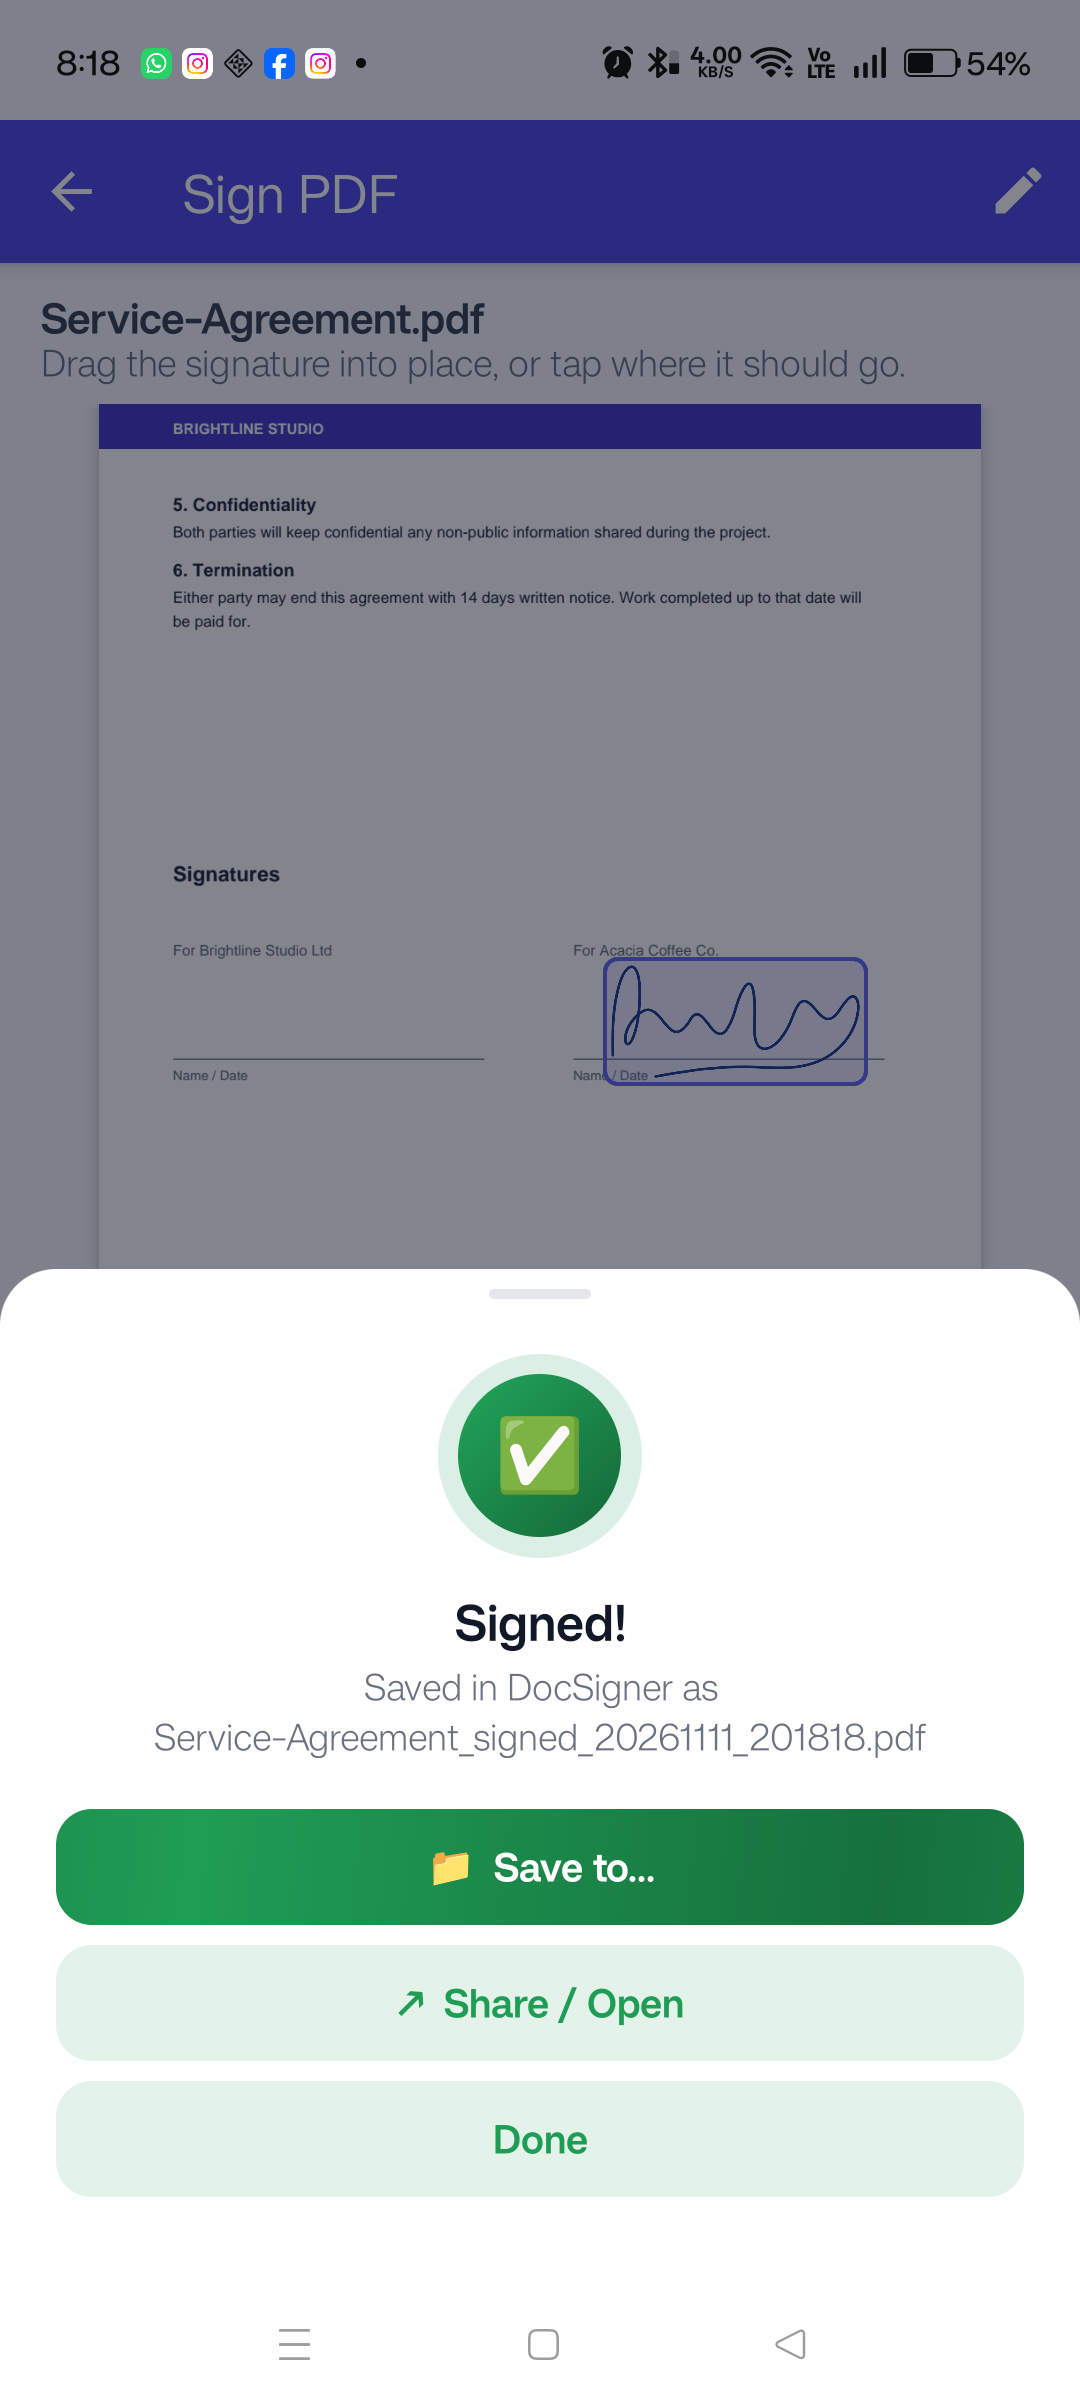 8:18
4.00
KB/S
Vo
LTE
54%
Sign PDF
Service-Agreement.pdf
Drag the signature into place, or tap where it should go.
BRIGHTLINE STUDIO
5. Confidentiality
Both parties will keep confidential any non-public information shared during the project.
6. Termination
Either party may end this agreement with 14 days written notice. Work completed up to that date will
be paid for.
Signatures
For Brightline Studio Ltd
For Acacia Coffee Co.
Name / Date
Name / Date
Signed!
Saved in DocSigner as
Service-Agreement_signed_20261111_201818.pdf
Save to...
Share / Open
Done